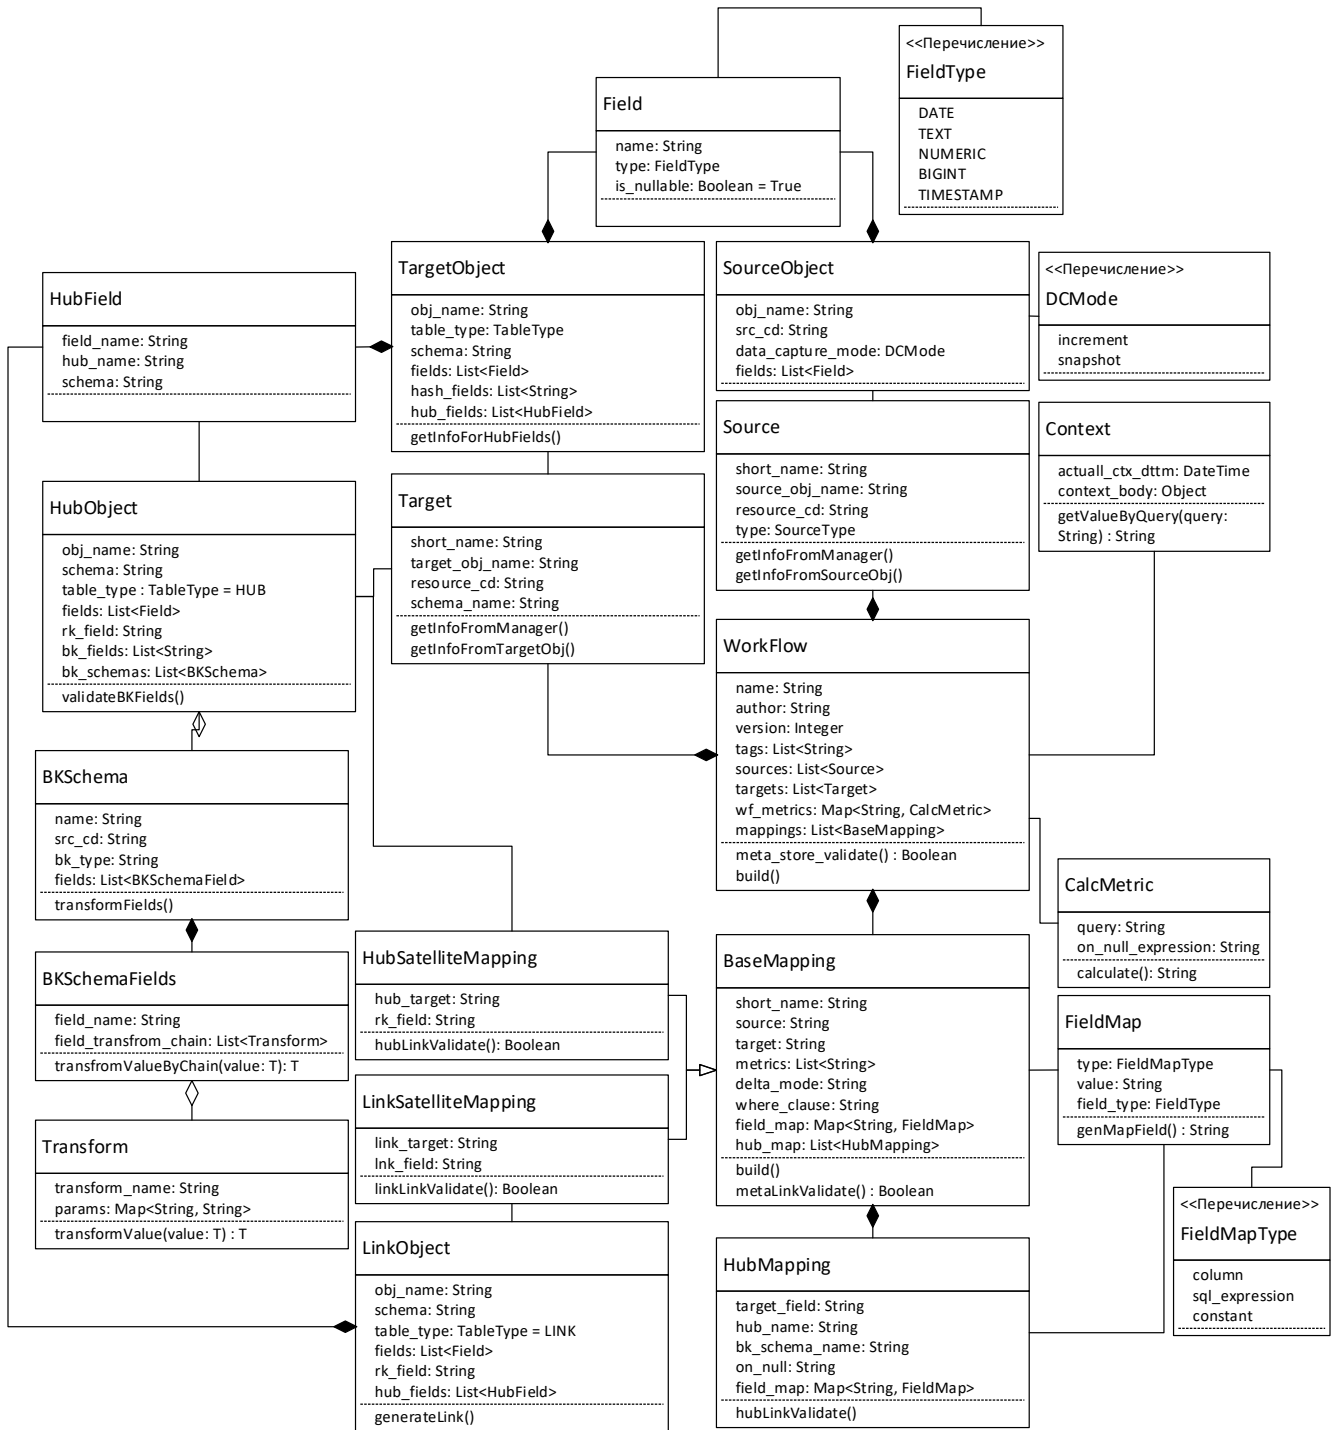 <<Перечисление>>
FieldType
DATE
TEXT
NUMERIC
BIGINT
TIMESTAMP
Field
name: String
type: FieldType
is_nullable: Boolean = True
TargetObject
obj_name: String
table_type: TableType
schema: String
fields: List<Field>
hash_fields: List<String>
hub_fields: List<HubField>
getInfoForHubFields()
SourceObject
obj_name: String
src_cd: String
data_capture_mode: DCMode
fields: List<Field>
<<Перечисление>>
DCMode
increment
snapshot
HubField
field_name: String
hub_name: String
schema: String
Source
short_name: String
source_obj_name: String
resource_cd: String
type: SourceType
getInfoFromManager()
getInfoFromSourceObj()
Context
actuall_ctx_dttm: DateTime
context_body: Object
getValueByQuery(query:
String) : String
HubObject
obj_name: String
schema: String
table_type : TableType = HUB
fields: List<Field>
rk_field: String
bk_fields: List<String>
bk_schemas: List<BKSchema>
validateBKFields()
Target
short_name: String
target_obj_name: String
resource_cd: String
schema_name: String
getInfoFromManager()
getInfoFromTargetObj()
WorkFlow
name: String
author: String
version: Integer
tags: List<String>
sources: List<Source>
targets: List<Target>
wf_metrics: Map<String, CalcMetric>
mappings: List<BaseMapping>
meta_store_validate() : Boolean
build()
BKSchema
name: String
src_cd: String
bk_type: String
fields: List<BKSchemaField>
transformFields()
CalcMetric
query: String
on_null_expression: String
calculate(): String
HubSatelliteMapping
hub_target: String
rk_field: String
hubLinkValidate(): Boolean
BaseMapping
short_name: String
source: String
target: String
metrics: List<String>
delta_mode: String
where_clause: String
field_map: Map<String, FieldMap>
hub_map: List<HubMapping>
build()
metaLinkValidate() : Boolean
BKSchemaFields
field_name: String
field_transfrom_chain: List<Transform>
transfromValueByChain(value: T): T
FieldMap
type: FieldMapType
value: String
field_type: FieldType
genMapField() : String
LinkSatelliteMapping
link_target: String
lnk_field: String
linkLinkValidate(): Boolean
Transform
transform_name: String
params: Map<String, String>
transformValue(value: T) : T
<<Перечисление>>
FieldMapType
column
sql_expression
constant
LinkObject
obj_name: String
schema: String
table_type: TableType = LINK
fields: List<Field>
rk_field: String
hub_fields: List<HubField>
generateLink()
HubMapping
target_field: String
hub_name: String
bk_schema_name: String
on_null: String
field_map: Map<String, FieldMap>
hubLinkValidate()